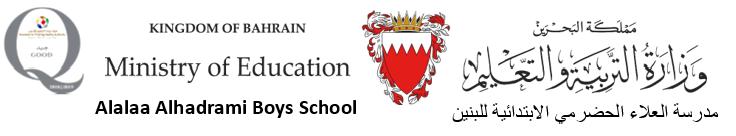 جيد
GOOD
KINGDOM OF BAHRAIN
Ministry of Education
Alalaa Alhadrami Boys School
مملكة البحرين
وزارة التربية والتعليم
مدرسة العلاء الحضرمي الابتدائية للبنين